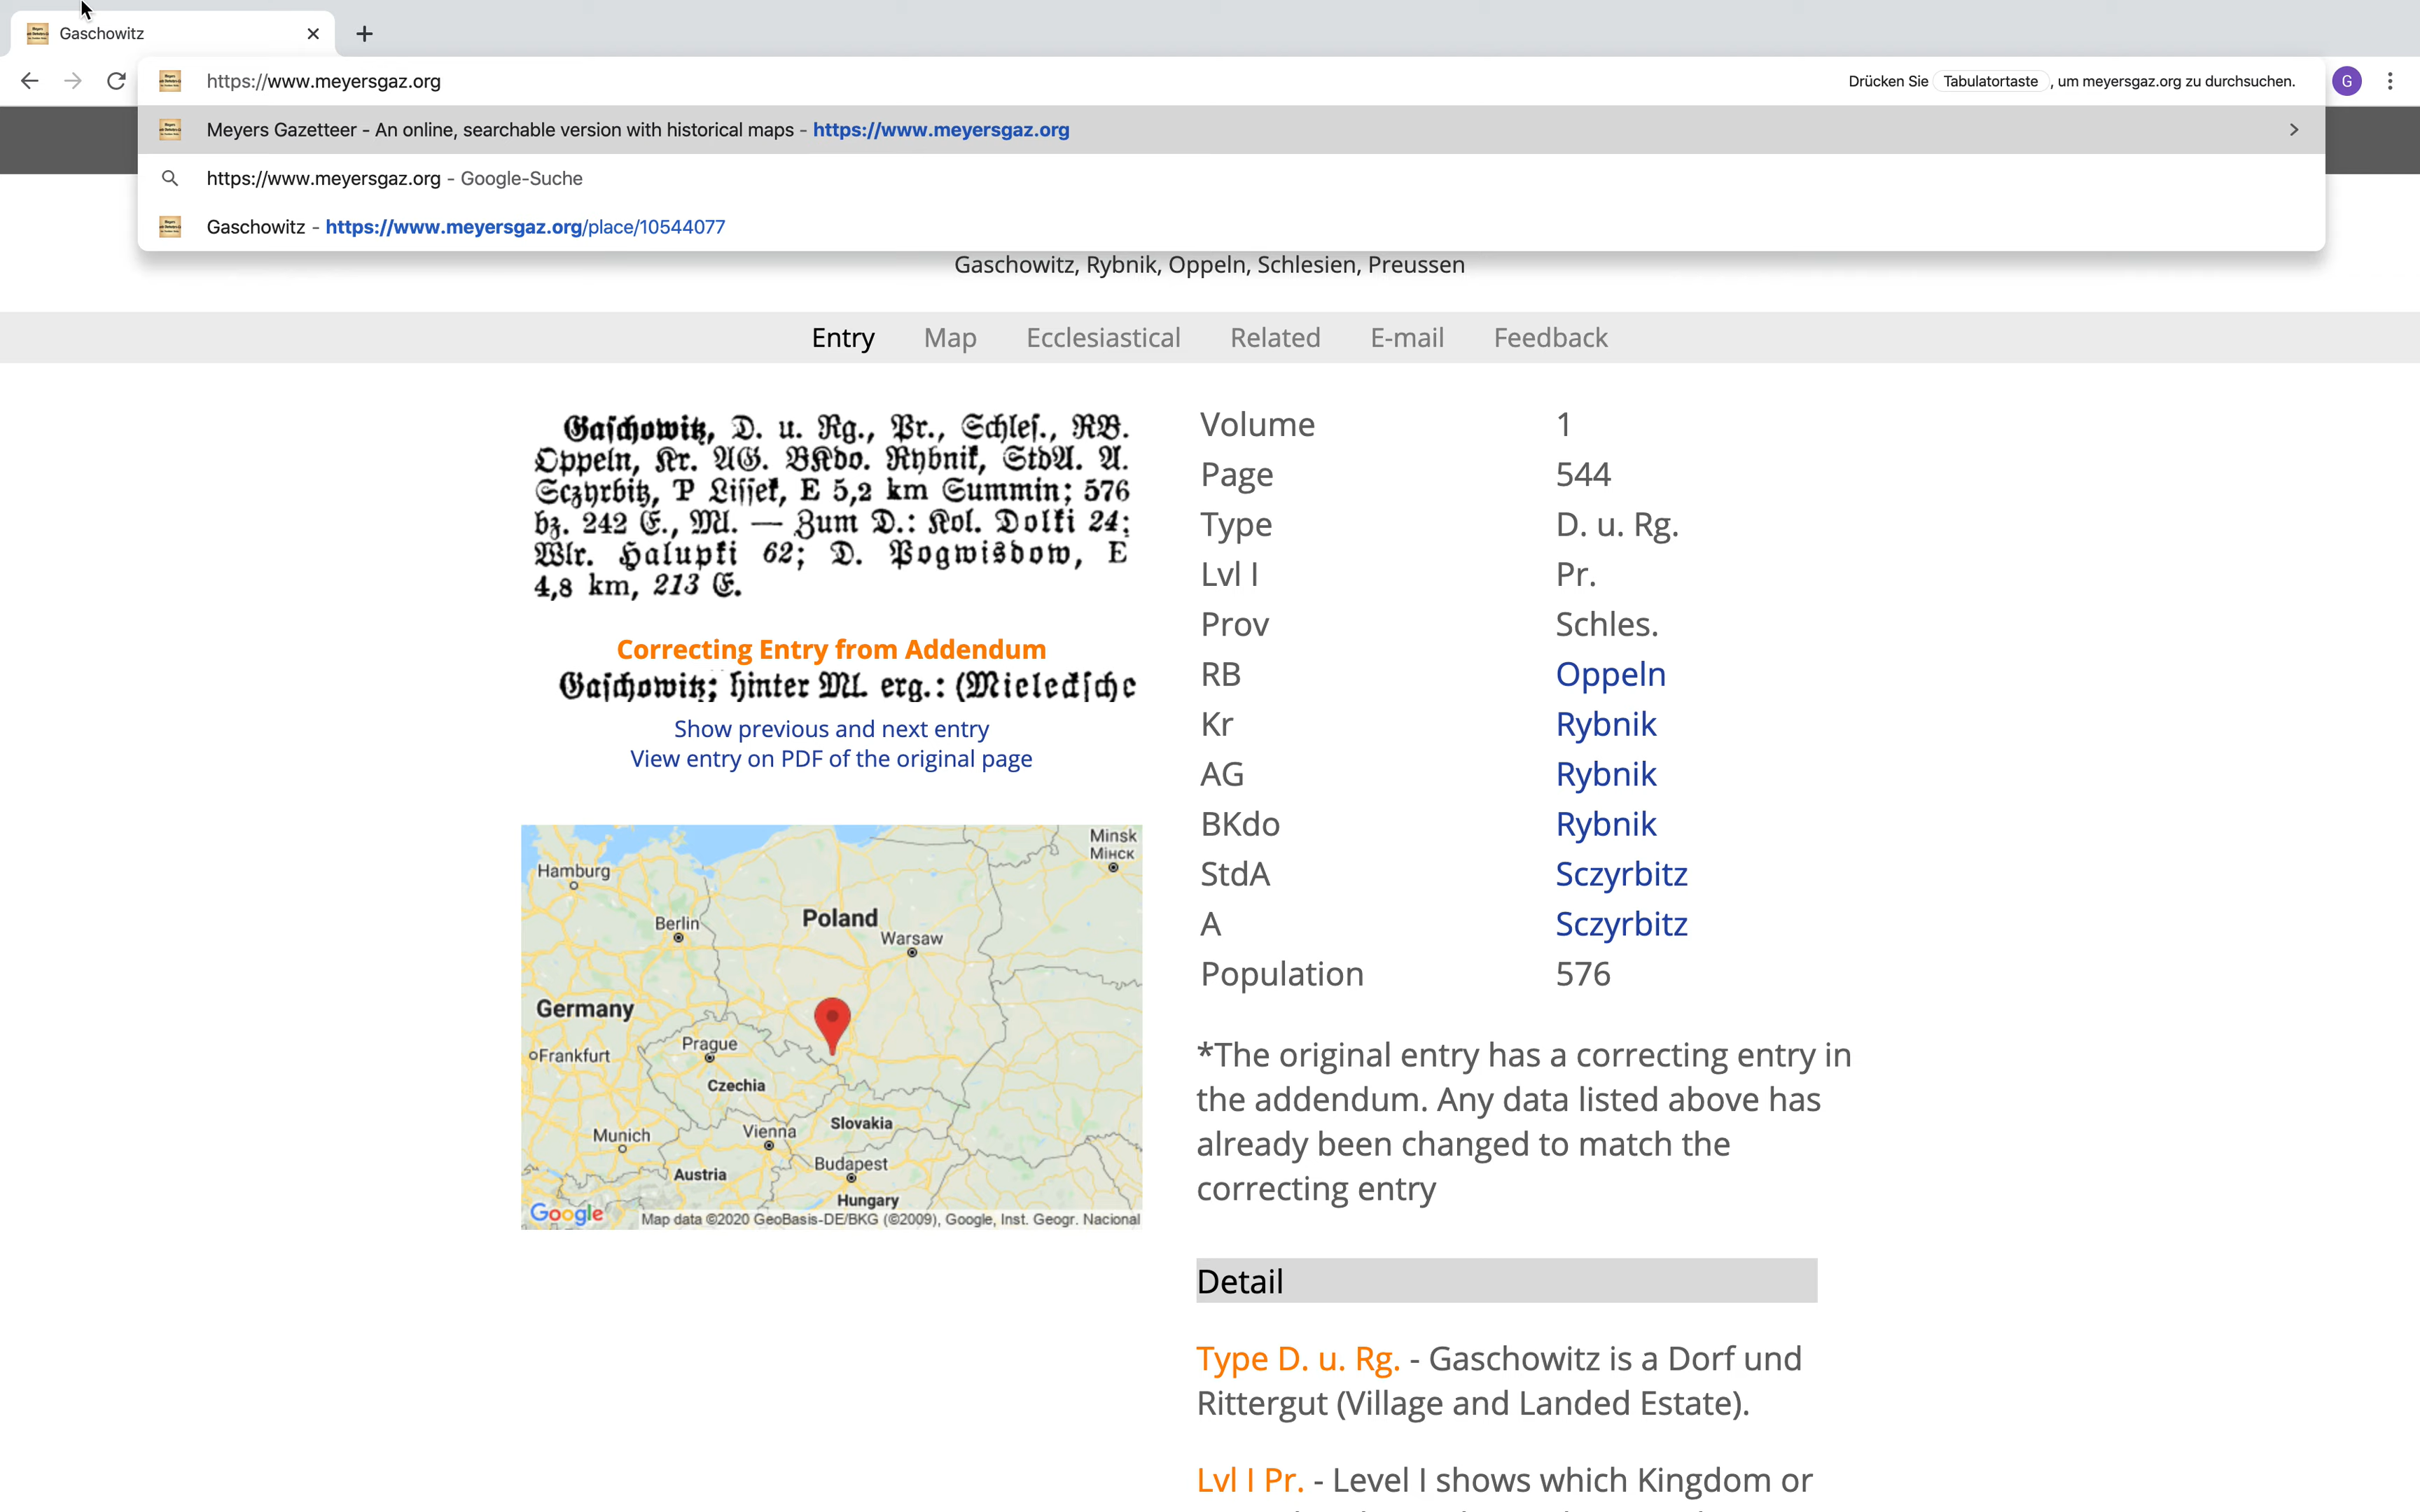 Gaschowitz
https://www.meyersgaz.org
Drücken Sie Tabulatortaste , um meyersgaz.org zu durchsuchen.
G
Meyers Gazetteer - An online, searchable version with historical maps - https://www.meyersgaz.org
https://www.meyersgaz.org - Google-Suche
Gaschowitz - https://www.meyersgaz.org/place/10544077
Gaschowitz, Rybnik, Oppeln, Schlesien, Preussen
Entry Map Ecclesiastical Related E-mail Feedback
Gaſchowitz, D. u. Rg., Pr., Schleſ., RB.
Oppeln, Kr. AG. BKdo. Rybnik, StdA. A.
Sczyrbitz, P Liſſek, E 5,2 km Summin; 576
bz. 242 E., Ml. — Zum D.: Kol. Dolki 24;
Wlr. Halupki 62; D. Pogwisdow, E
4,8 km, 213 E.
Correcting Entry from Addendum
Gaſchowitz; hinter Ml. erg.: (Mieleckſche
Show previous and next entry
View entry on PDF of the original page
Minsk
Мінск
Hamburg
Berlin
Poland
Warsaw
Germany
Prague
Frankfurt
Czechia
Slovakia
Munich
Vienna
Budapest
Austria
Hungary
Google
Map data ©2020 GeoBasis-DE/BKG (©2009), Google, Inst. Geogr. Nacional
Volume 1
Page 544
Type D. u. Rg.
Lvl I Pr.
Prov Schles.
RB Oppeln
Kr Rybnik
AG Rybnik
BKdo Rybnik
StdA Sczyrbitz
A Sczyrbitz
Population 576
*The original entry has a correcting entry in
the addendum. Any data listed above has
already been changed to match the
correcting entry
Detail
Type D. u. Rg. - Gaschowitz is a Dorf und
Rittergut (Village and Landed Estate).
Lvl I Pr. - Level I shows which Kingdom or